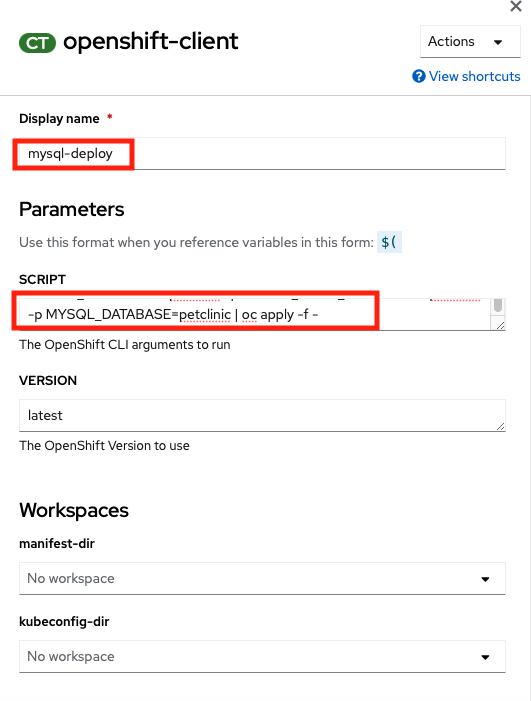 CT openshift-client
Actions
View shortcuts
Display name *
mysql-deploy
Parameters
Use this format when you reference variables in this form: $(
SCRIPT
-p MYSQL_DATABASE=petclinic | oc apply -f -
The OpenShift CLI arguments to run
VERSION
latest
The OpenShift Version to use
Workspaces
manifest-dir
No workspace
kubeconfig-dir
No workspace